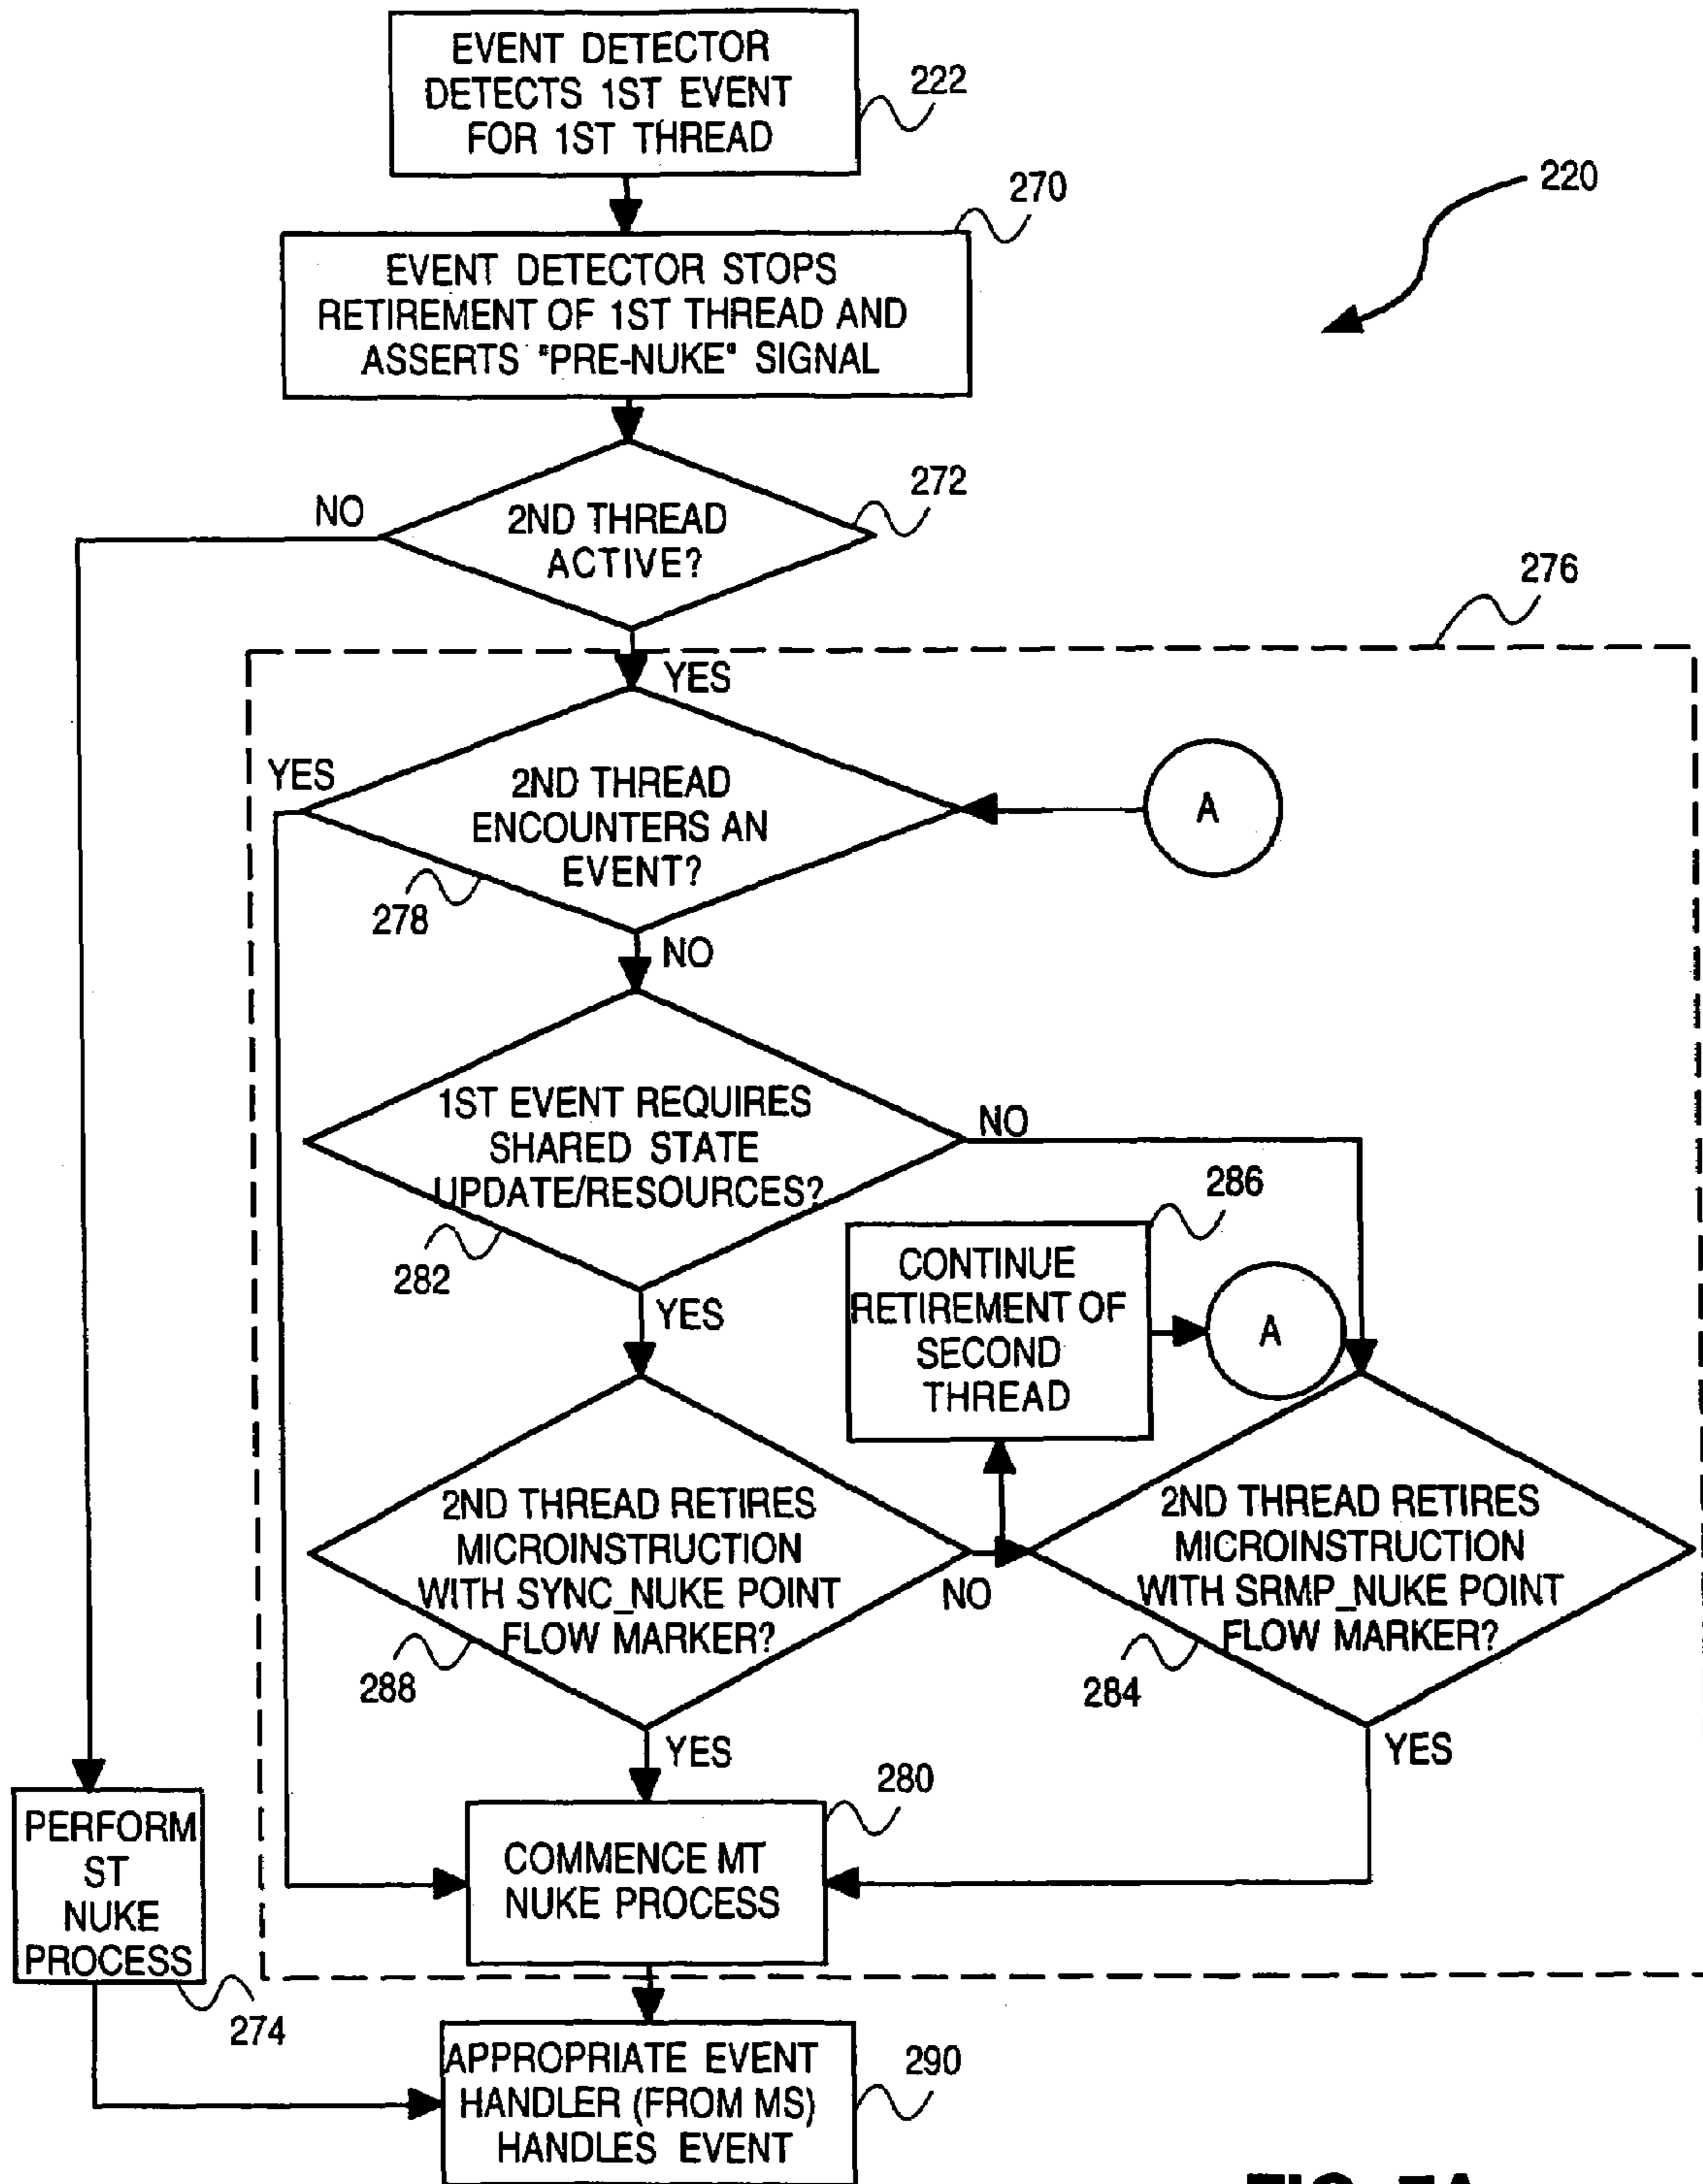 EVENT DETECTOR
DETECTS 1ST EVENT
FOR 1ST THREAD
222
220
270
EVENT DETECTOR STOPS
RETIREMENT OF 1ST THREAD AND
ASSERTS "PRE-NUKE" SIGNAL
272
NO
2ND THREAD
ACTIVE?
276
YES
YES
2ND THREAD
ENCOUNTERS AN
EVENT?
A
278
NO
1ST EVENT REQUIRES
SHARED STATE
UPDATE/RESOURCES?
NO
282
286
CONTINUE
RETIREMENT OF
SECOND
THREAD
A
YES
2ND THREAD RETIRES
MICROINSTRUCTION
WITH SYNC_NUKE POINT
FLOW MARKER?
NO
288
2ND THREAD RETIRES
MICROINSTRUCTION
WITH SRMP_NUKE POINT
FLOW MARKER?
284
YES
YES
280
COMMENCE MT
NUKE PROCESS
PERFORM
ST
NUKE
PROCESS
274
APPROPRIATE EVENT
HANDLER (FROM MS)
HANDLES EVENT
290
FIG. 7A